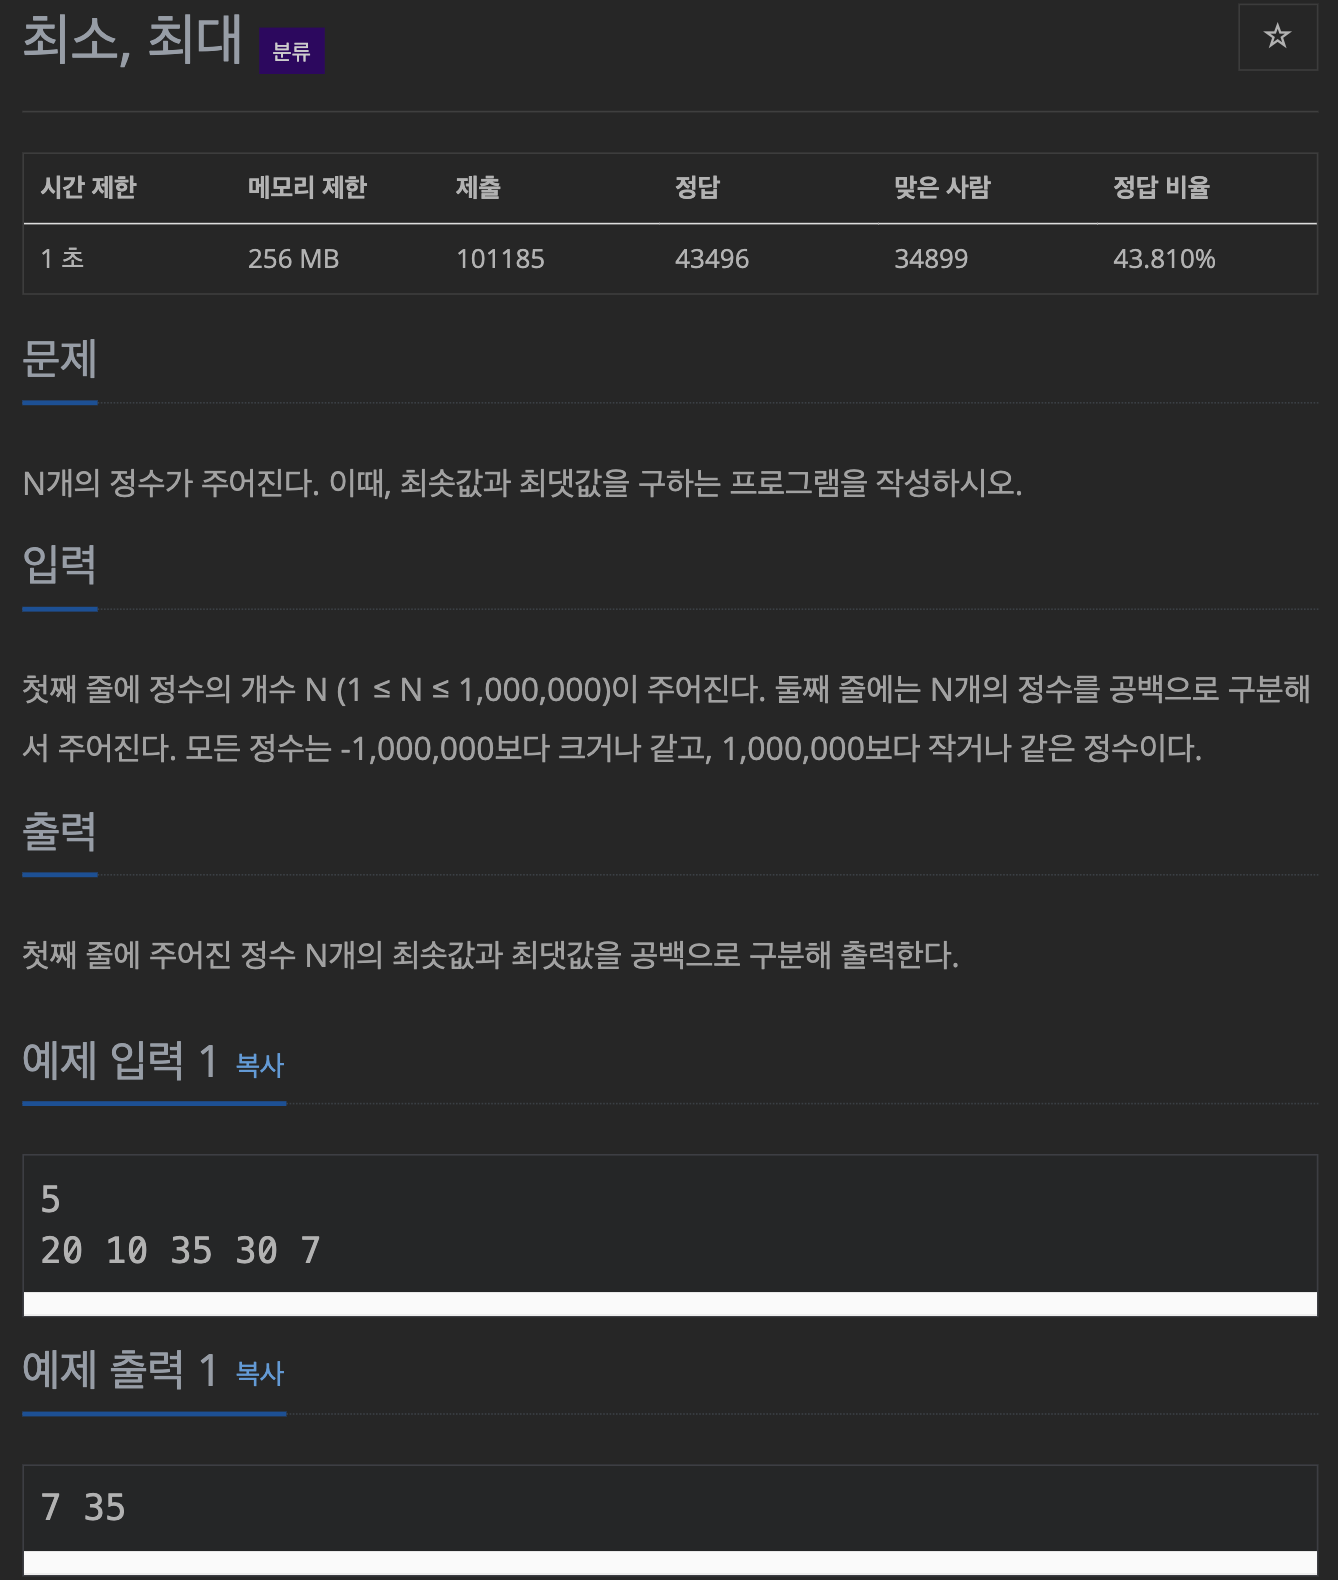 최소, 최대 분류
☆
시간 제한 메모리 제한 제출 정답 맞은 사람 정답 비율
1 초 256 MB 101185 43496 34899 43.810%
문제
N개의 정수가 주어진다. 이때, 최솟값과 최댓값을 구하는 프로그램을 작성하시오.
입력
첫째 줄에 정수의 개수 N (1 ≤ N ≤ 1,000,000)이 주어진다. 둘째 줄에는 N개의 정수를 공백으로 구분해
서 주어진다. 모든 정수는 -1,000,000보다 크거나 같고, 1,000,000보다 작거나 같은 정수이다.
출력
첫째 줄에 주어진 정수 N개의 최솟값과 최댓값을 공백으로 구분해 출력한다.
예제 입력 1 복사
5
20 10 35 30 7
예제 출력 1 복사
7 35